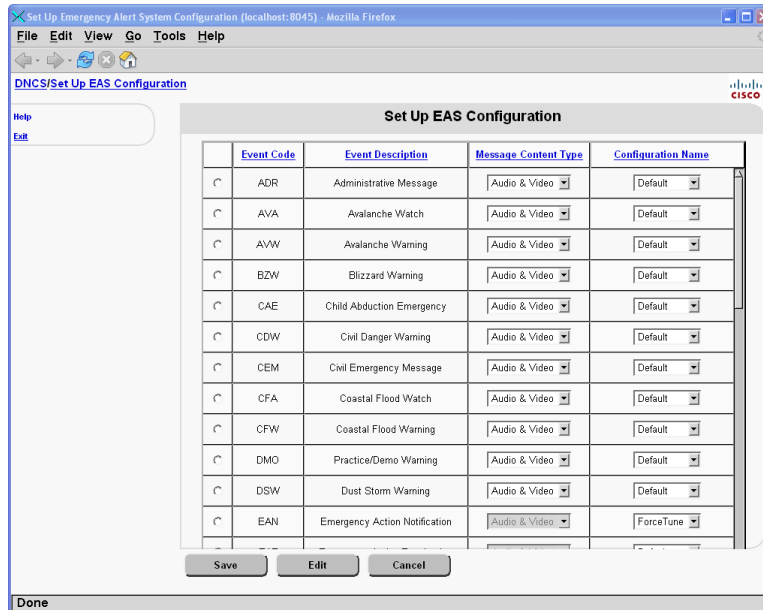 Set Up Emergency Alert System Configuration (localhost:8045) - Mozilla Firefox
File Edit View Go Tools Help
DNCS/Set Up EAS Configuration
CISCO
Help
Exit
Set Up EAS Configuration
Event Code Event Description Message Content Type Configuration Name
ADR Administrative Message Audio & Video Default
AVA Avalanche Watch Audio & Video Default
AVW Avalanche Warning Audio & Video Default
BZW Blizzard Warning Audio & Video Default
CAE Child Abduction Emergency Audio & Video Default
CDW Civil Danger Warning Audio & Video Default
CEM Civil Emergency Message Audio & Video Default
CFA Coastal Flood Watch Audio & Video Default
CFW Coastal Flood Warning Audio & Video Default
DMO Practice/Demo Warning Audio & Video Default
DSW Dust Storm Warning Audio & Video Default
EAN Emergency Action Notification Audio & Video ForceTune
Save Edit Cancel
Done